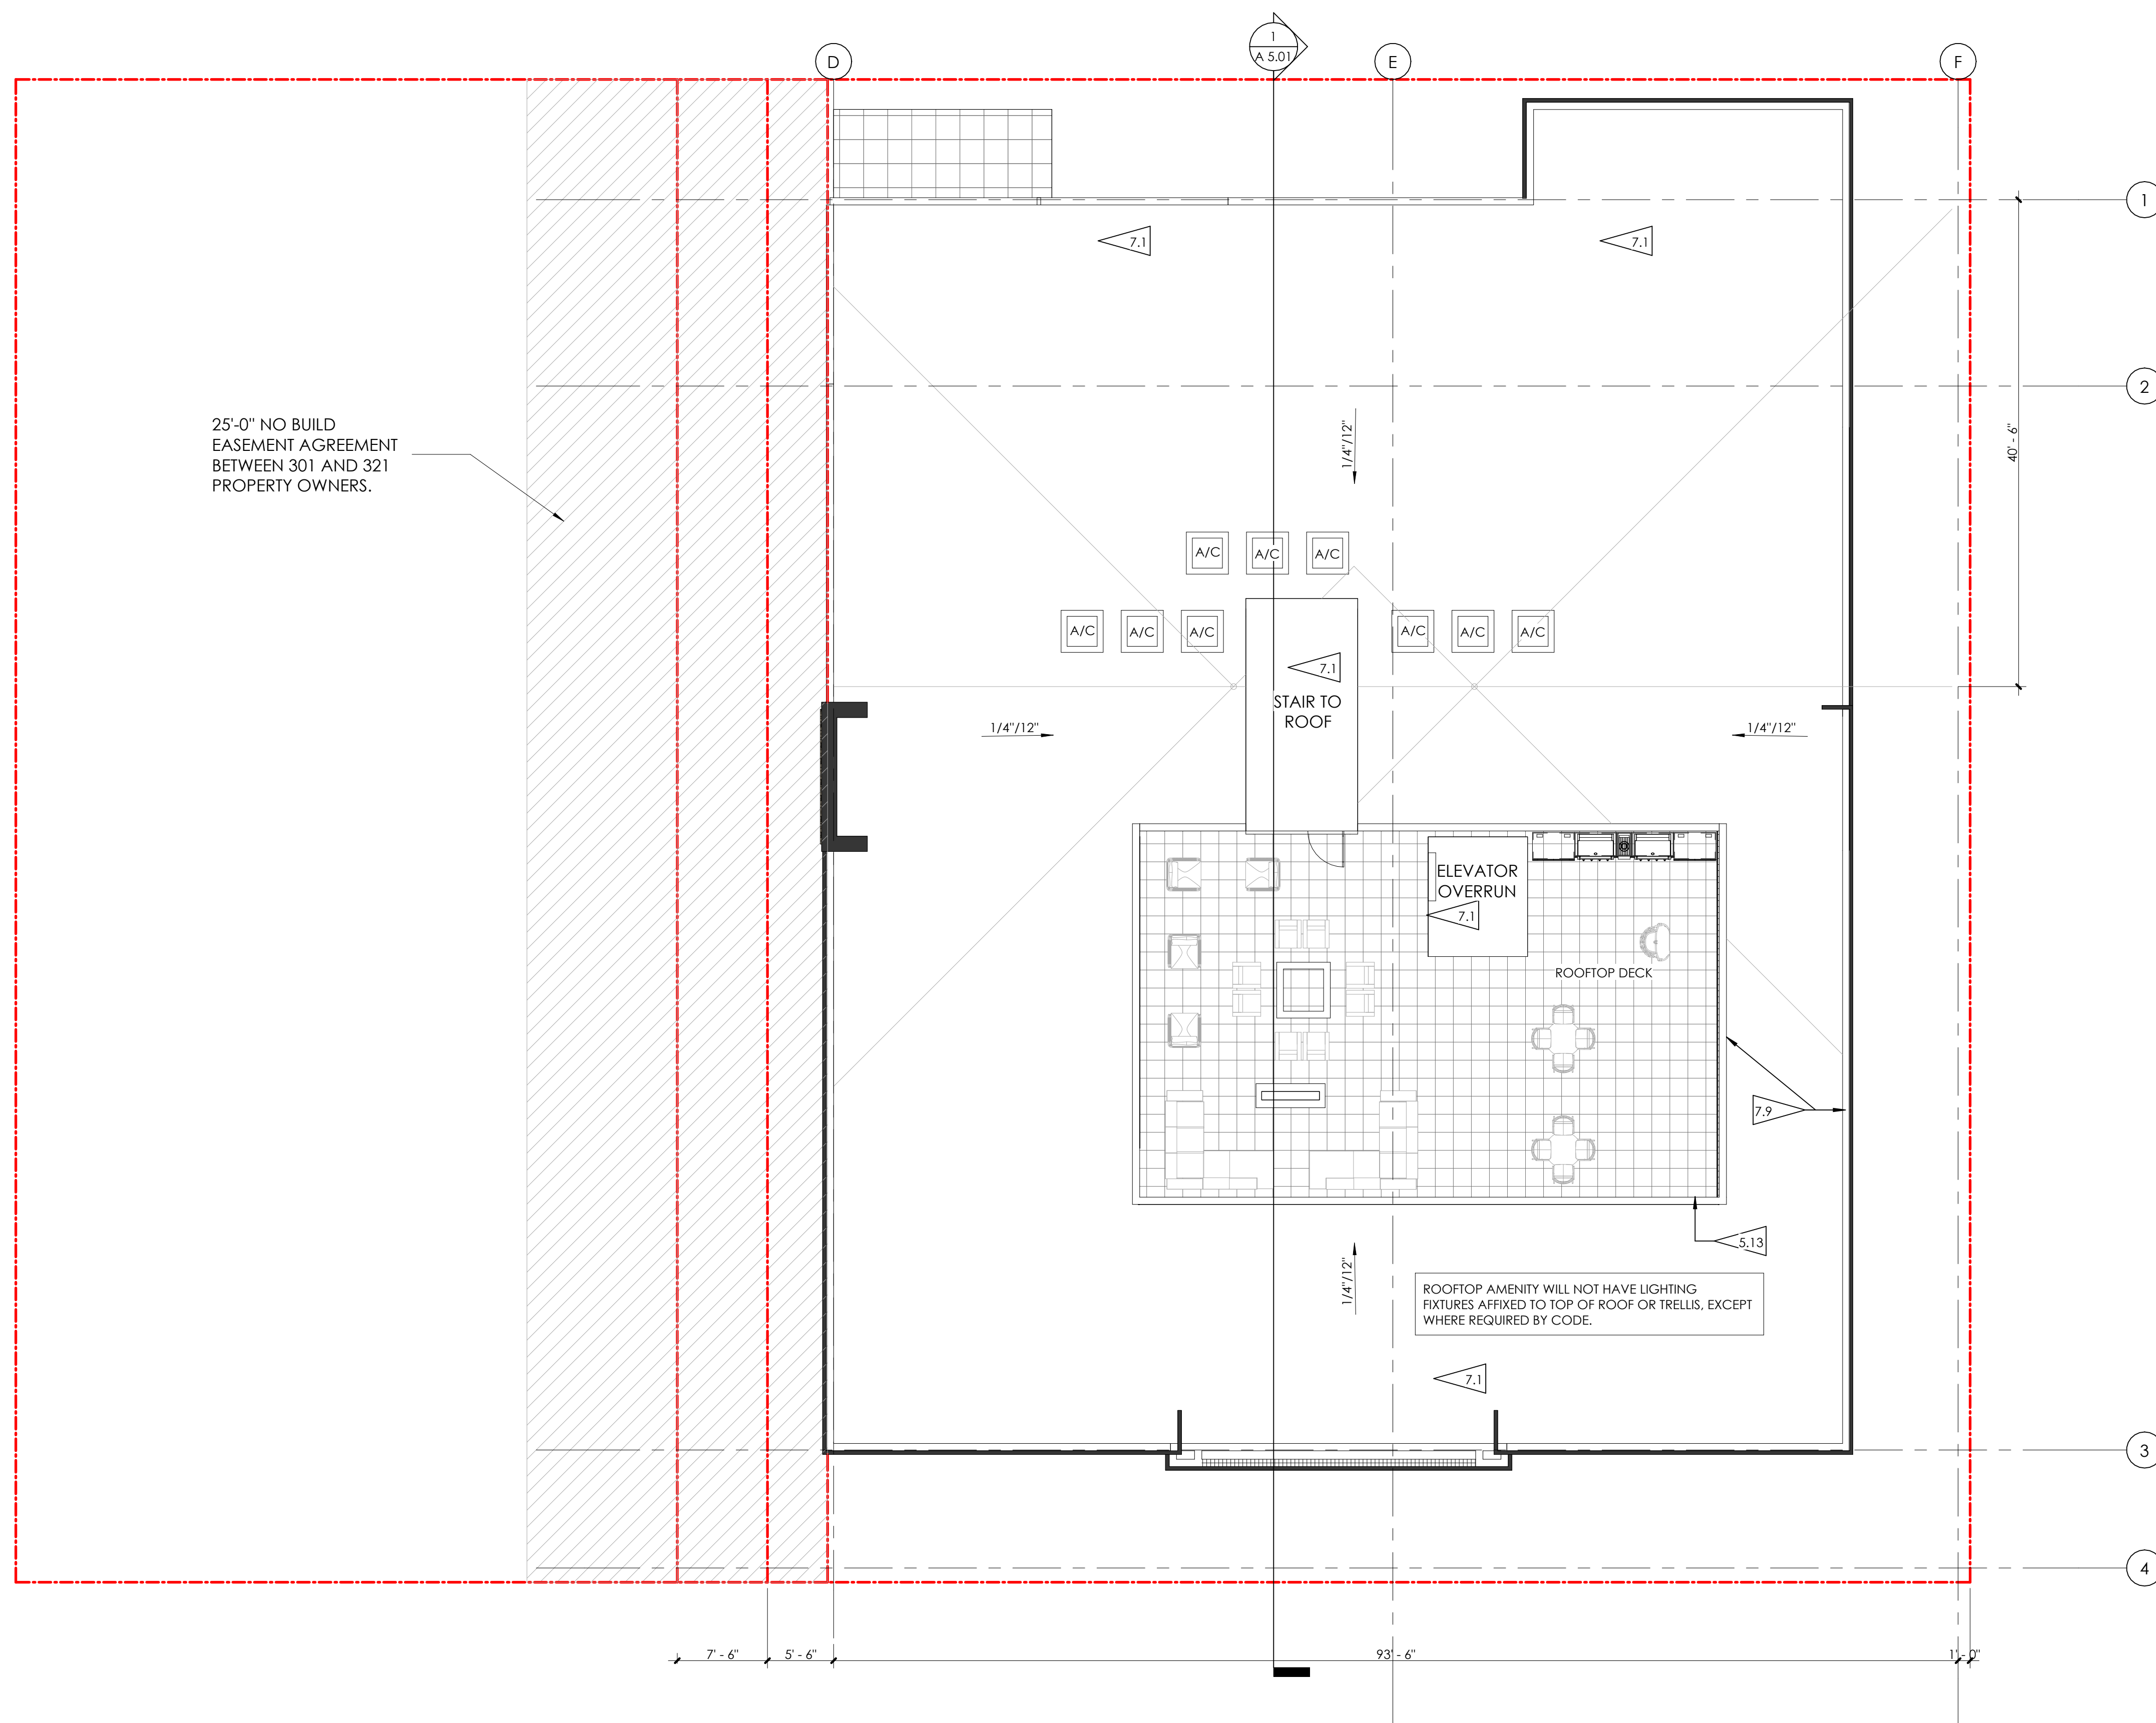 1
A 5.01
D
E
F
1
7.1
7.1
2
40' - 6"
25'-0" NO BUILD
EASEMENT AGREEMENT
BETWEEN 301 AND 321
PROPERTY OWNERS.
1/4"/12"
A/C
A/C
A/C
A/C
A/C
A/C
A/C
A/C
A/C
7.1
STAIR TO
ROOF
1/4"/12"
1/4"/12"
ELEVATOR
OVERRUN
7.1
ROOFTOP DECK
7.9
5.13
1/4"/12"
ROOFTOP AMENITY WILL NOT HAVE LIGHTING
FIXTURES AFFIXED TO TOP OF ROOF OR TRELLIS, EXCEPT
WHERE REQUIRED BY CODE.
7.1
3
4
7' - 6"
5' - 6"
93' - 6"
1' - 0"